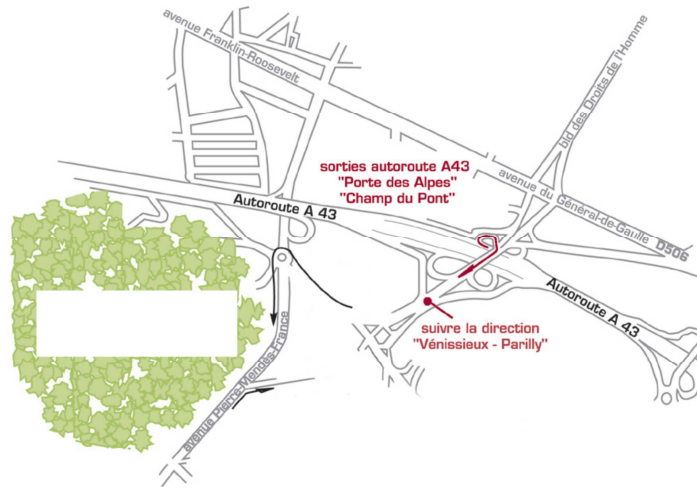 avenue Franklin-Roosevelt
bld des Droits de l'Homme
sorties autoroute A43
"Porte des Alpes"
"Champ du Pont"
avenue du Général-de-Gaulle
D506
Autoroute A 43
Autoroute A 43
suivre la direction
"Vénissieux - Parilly"
avenue Pierre-Mendès-France